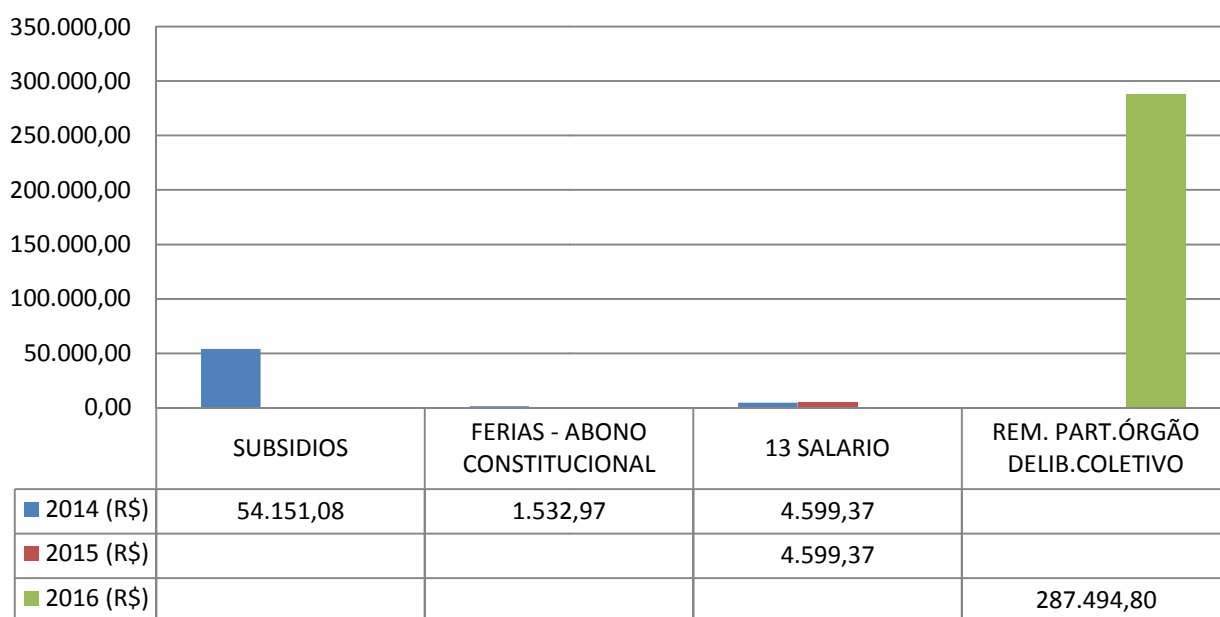 350.000,00
300.000,00
250.000,00
200.000,00
150.000,00
100.000,00
50.000,00
0,00
SUBSIDIOS
FERIAS - ABONO
CONSTITUCIONAL
13 SALARIO
REM. PART.ÓRGÃO
DELIB.COLETIVO
2014 (R$) 54.151,08 1.532,97 4.599,37
2015 (R$) 4.599,37
2016 (R$) 287.494,80